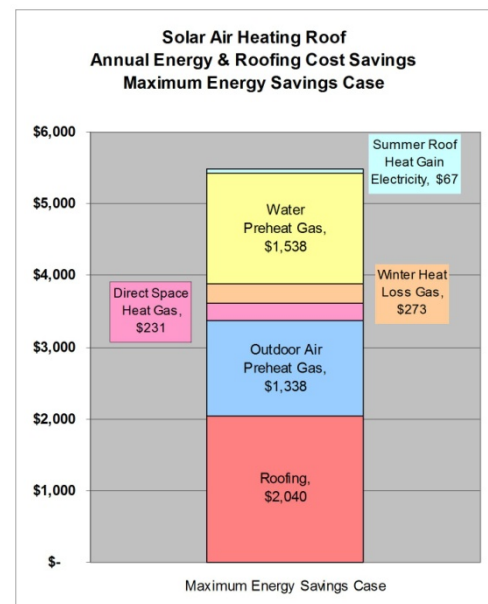 Solar Air Heating Roof
Annual Energy & Roofing Cost Savings
Maximum Energy Savings Case
$6,000
$5,000
$4,000
$3,000
$2,000
$1,000
$-
Summer Roof
Heat Gain
Electricity, $67
Water
Preheat Gas,
$1,538
Direct Space
Heat Gas,
$231
Winter Heat
Loss Gas,
$273
Outdoor Air
Preheat Gas,
$1,338
Roofing,
$2,040
Maximum Energy Savings Case